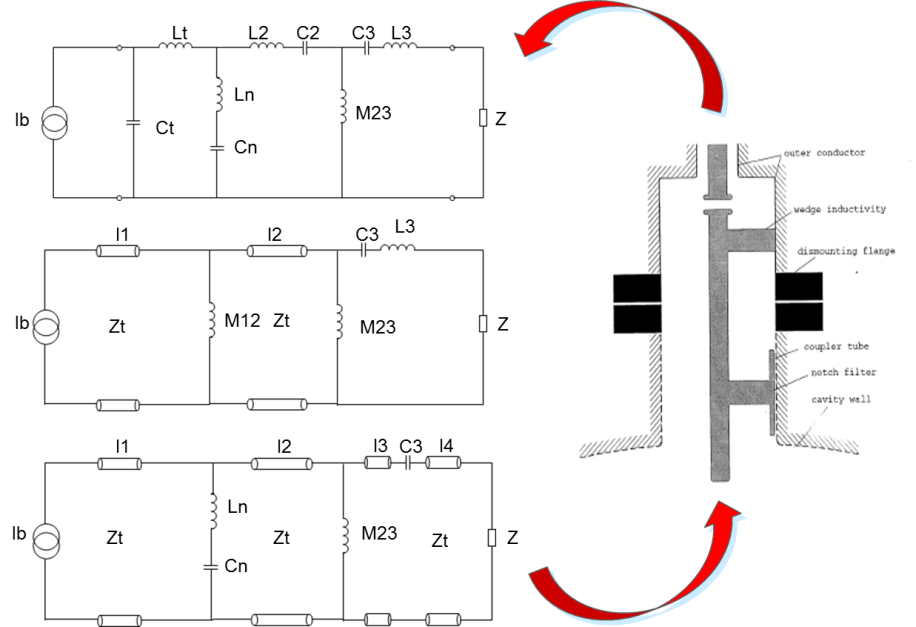 Lt
L2
C2
C3
L3
Ib
Ct
Ln
Cn
M23
Z
l1
l2
C3
L3
Ib
Zt
M12
Zt
M23
Z
l1
l2
l3
C3
l4
Ib
Zt
Ln
Cn
Zt
M23
Zt
Z
outer conductor
wedge inductivity
dismounting flange
coupler tube
notch filter
cavity wall